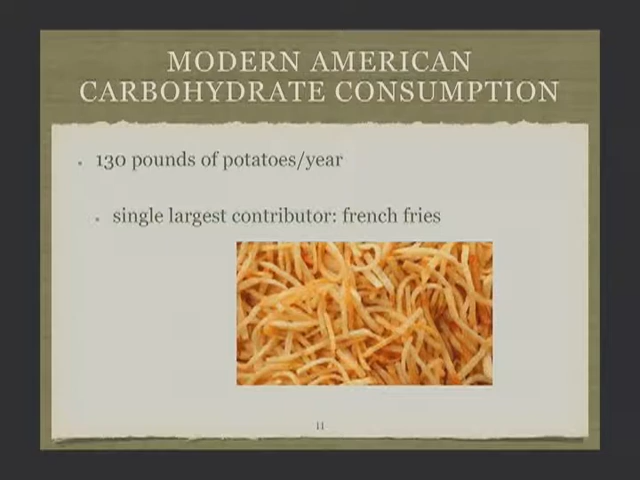 MODERN AMERICAN
CARBOHYDRATE CONSUMPTION
130 pounds of potatoes/year
single largest contributor: french fries
11